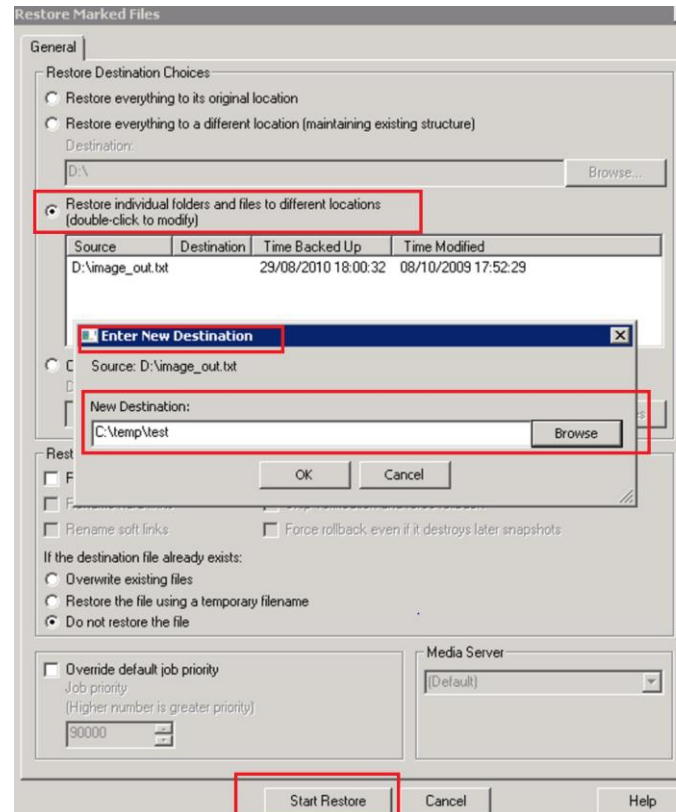 Restore Marked Files
General
Restore Destination Choices
Restore everything to its original location
Restore everything to a different location (maintaining existing structure)
Destination:
D:\
Browse...
Restore individual folders and files to different locations
(double-click to modify)
Source Destination Time Backed Up Time Modified
D:\image_out.txt 29/08/2010 18:00:32 08/10/2009 17:52:29
Enter New Destination
Source: D:\image_out.txt
New Destination:
C:\temp\test
Browse
OK Cancel
Rest
Rename soft links
Force rollback even if it destroys later snapshots
If the destination file already exists:
Overwrite existing files
Restore the file using a temporary filename
Do not restore the file
Override default job priority
Job priority
(Higher number is greater priority)
90000
Media Server
(Default)
Start Restore Cancel Help